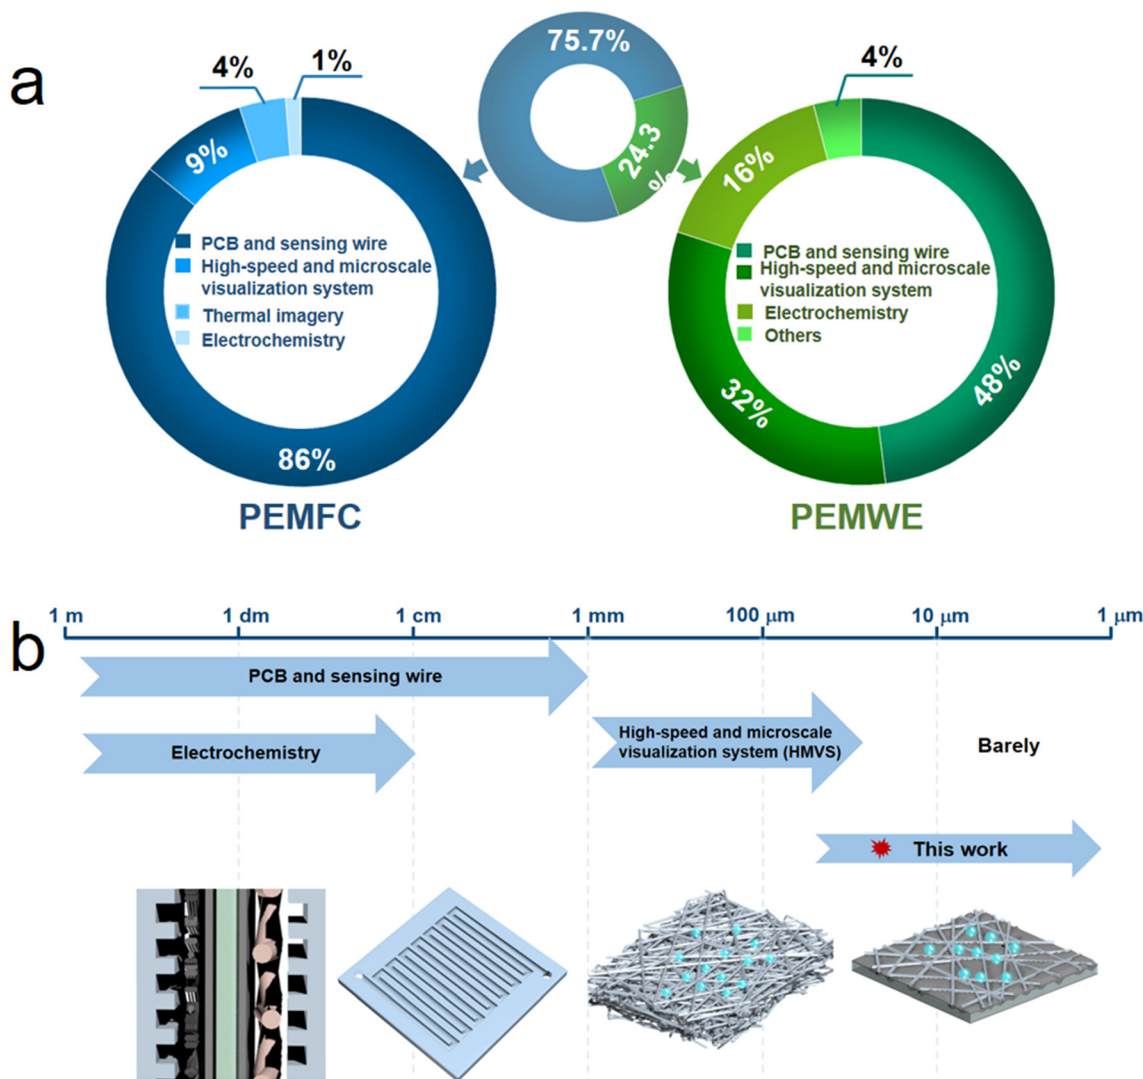 a
75.7%
24.3
%
4%
1%
9%
86%
PCB and sensing wire
High-speed and microscale
visualization system
Thermal imagery
Electrochemistry
PEMFC
4%
16%
32%
48%
PCB and sensing wire
High-speed and microscale
visualization system
Electrochemistry
Others
PEMWE
b
1 m
1 dm
1 cm
1 mm
100 μm
10 μm
1 μm
PCB and sensing wire
Electrochemistry
High-speed and microscale
visualization system (HMVS)
Barely
This work